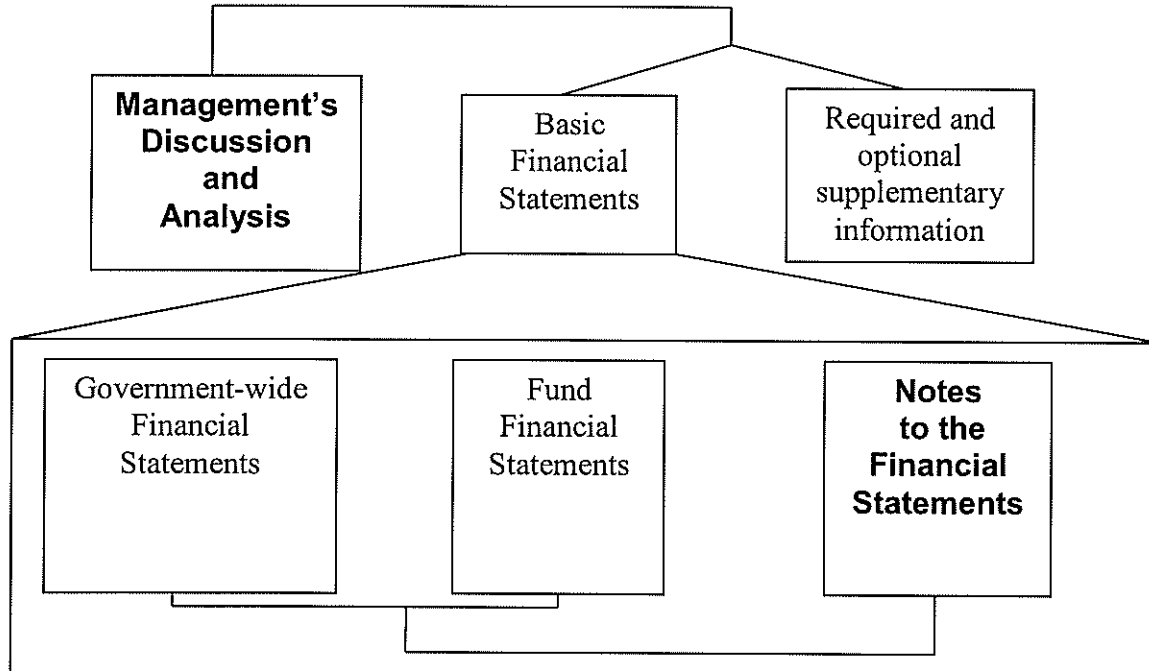 Management's
Discussion
and
Analysis
Basic
Financial
Statements
Required and
optional
supplementary
information
Government-wide
Financial
Statements
Fund
Financial
Statements
Notes
to the
Financial
Statements